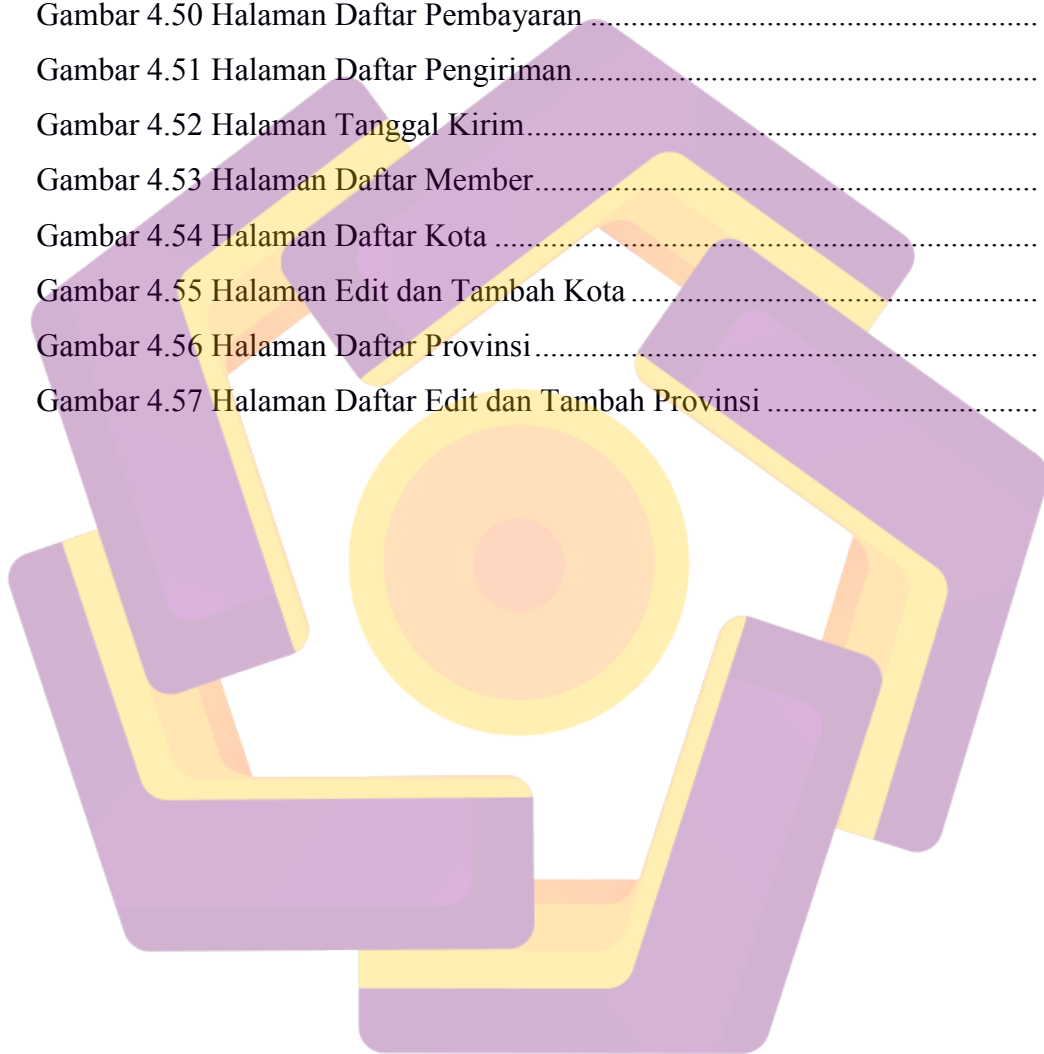 Gambar 4.50 Halaman Daftar Pembayaran ........................................................
Gambar 4.51 Halaman Daftar Pengiriman..........................................................
Gambar 4.52 Halaman Tanggal Kirim................................................................
Gambar 4.53 Halaman Daftar Member...............................................................
Gambar 4.54 Halaman Daftar Kota ....................................................................
Gambar 4.55 Halaman Edit dan Tambah Kota ...................................................
Gambar 4.56 Halaman Daftar Provinsi...............................................................
Gambar 4.57 Halaman Daftar Edit dan Tambah Provinsi ..................................